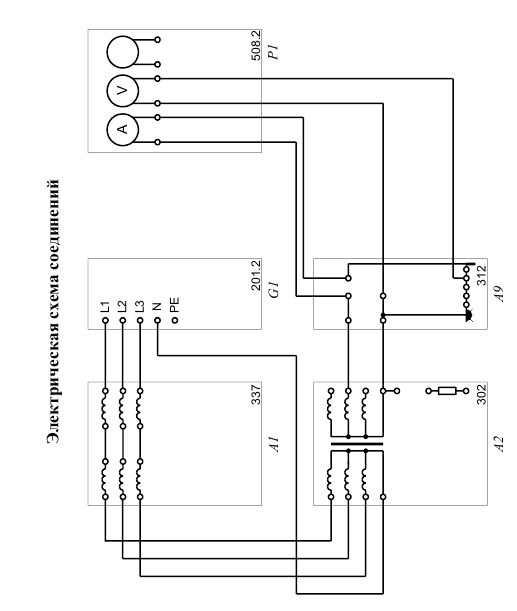 Электрическая схема соединений
A
V
508.2
P1
L1
L2
L3
N
PE
201.2
G1
312
A9
337
A1
302
A2